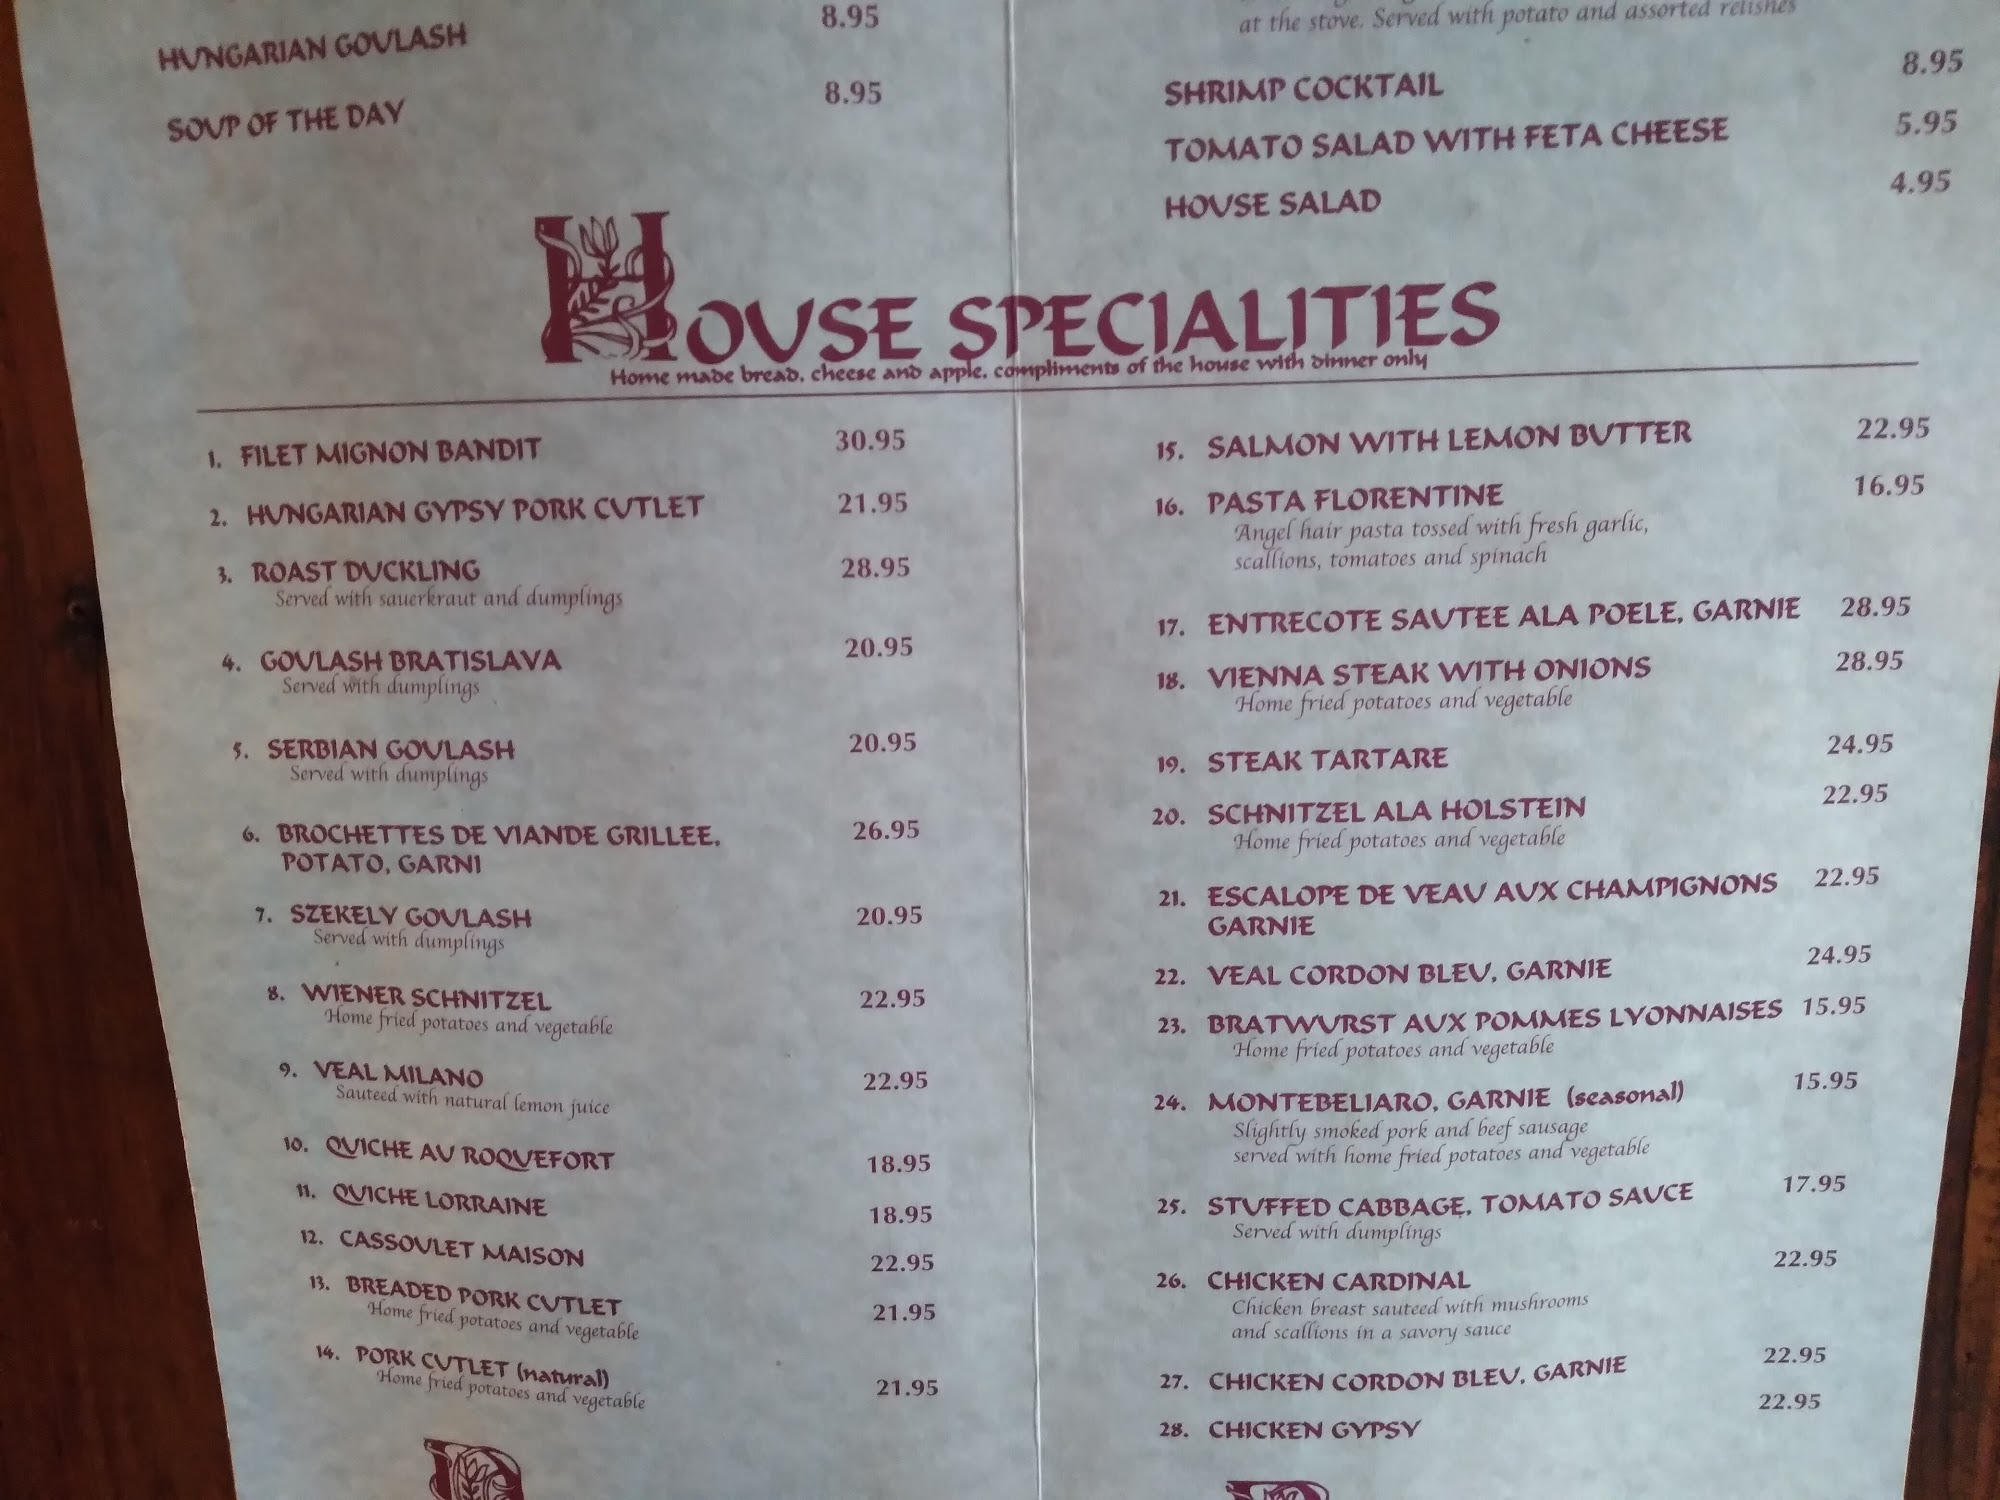 HUNGARIAN GOULASH 8.95
SOUP OF THE DAY 8.95
at the stove. Served with potato and assorted relishes
SHRIMP COCKTAIL 8.95
TOMATO SALAD WITH FETA CHEESE 5.95
HOUSE SALAD 4.95
HOUSE SPECIALITIES
Home made bread, cheese and apple, compliments of the house with dinner only
1. FILET MIGNON BANDIT 30.95
2. HUNGARIAN GYPSY PORK CUTLET 21.95
3. ROAST DUCKLING 28.95
Served with sauerkraut and dumplings
4. GOULASH BRATISLAVA 20.95
Served with dumplings
5. SERBIAN GOULASH 20.95
Served with dumplings
6. BROCHETTES DE VIANDE GRILLEE, 26.95
POTATO, GARNI
7. SZEKELY GOULASH 20.95
Served with dumplings
8. WIENER SCHNITZEL 22.95
Home fried potatoes and vegetable
9. VEAL MILANO 22.95
Sauteed with natural lemon juice
10. QUICHE AU ROQUEFORT 18.95
11. QUICHE LORRAINE 18.95
12. CASSOULET MAISON 22.95
13. BREADED PORK CUTLET 21.95
Home fried potatoes and vegetable
14. PORK CUTLET (natural) 21.95
Home fried potatoes and vegetable
15. SALMON WITH LEMON BUTTER 22.95
16. PASTA FLORENTINE 16.95
Angel hair pasta tossed with fresh garlic,
scallions, tomatoes and spinach
17. ENTRECOTE SAUTEE ALA POELE, GARNIE 28.95
18. VIENNA STEAK WITH ONIONS 28.95
Home fried potatoes and vegetable
19. STEAK TARTARE 24.95
20. SCHNITZEL ALA HOLSTEIN 22.95
Home fried potatoes and vegetable
21. ESCALOPE DE VEAU AUX CHAMPIGNONS 22.95
GARNIE
22. VEAL CORDON BLEU, GARNIE 24.95
23. BRATWURST AUX POMMES LYONNAISES 15.95
Home fried potatoes and vegetable
24. MONTEBELIARO, GARNIE (seasonal) 15.95
Slightly smoked pork and beef sausage
served with home fried potatoes and vegetable
25. STUFFED CABBAGE, TOMATO SAUCE 17.95
Served with dumplings
26. CHICKEN CARDINAL 22.95
Chicken breast sauteed with mushrooms
and scallions in a savory sauce
27. CHICKEN CORDON BLEU, GARNIE 22.95
28. CHICKEN GYPSY 22.95